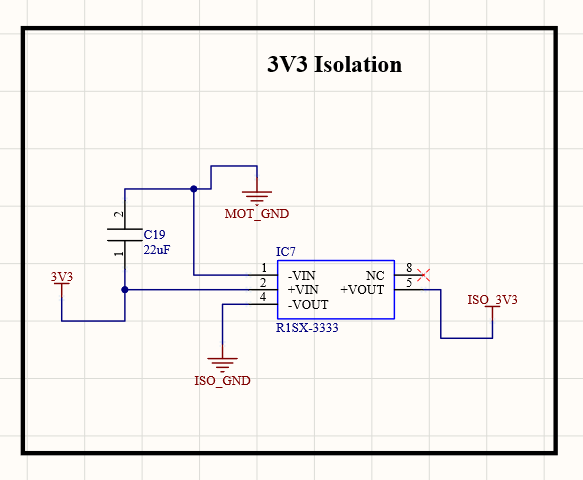 3V3 Isolation
MOT_GND
2
C19
22uF
1
3V3
IC7
1 -VIN NC 8
2 +VIN +VOUT 5
4 -VOUT
R1SX-3333
ISO_3V3
ISO_GND